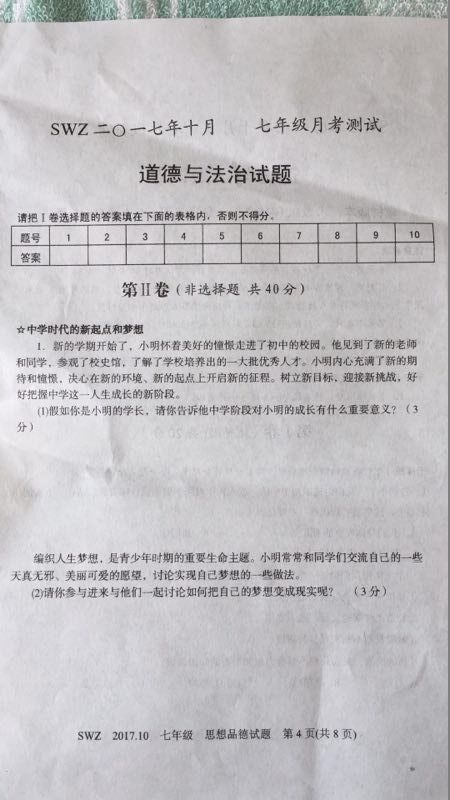 SWZ 二〇一七年十月 七年级月考测试
道德与法治试题
请把Ⅰ卷选择题的答案填在下面的表格内，否则不得分。
题号 1 2 3 4 5 6 7 8 9 10
答案
第Ⅱ卷（非选择题 共40分）
☆中学时代的新起点和梦想
1. 新的学期开始了，小明怀着美好的憧憬走进了初中的校园。他见到了新的老师
和同学，参观了校史馆，了解了学校培养出的一大批优秀人才。小明内心充满了新的期
待和憧憬，决心在新的环境、新的起点上开启新的征程。树立新目标、迎接新挑战，好
好把握中学这一人生成长的新阶段。
(1)假如你是小明的学长，请你告诉他中学阶段对小明的成长有什么重要意义？（3
分）
编织人生梦想，是青少年时期的重要生命主题。小明常常和同学们交流自己的一些
天真无邪、美丽可爱的愿望，讨论实现自己梦想的一些做法。
(2)请你参与进来与他们一起讨论如何把自己的梦想变成现实呢？ （3分）
SWZ 2017.10 七年级 思想品德试题 第4页(共8页)